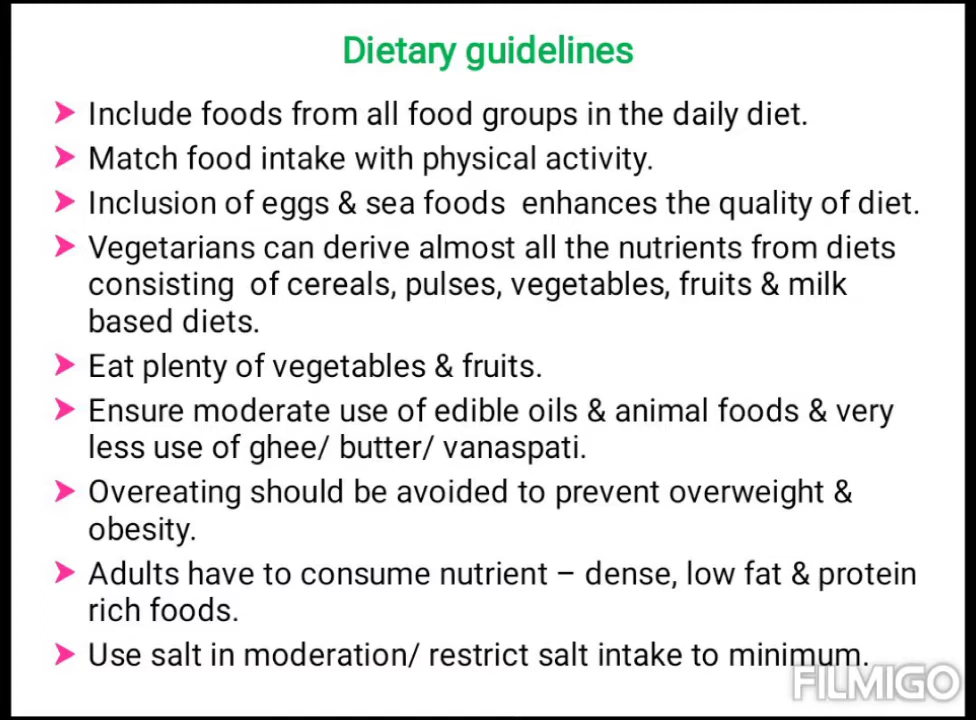 Dietary guidelines
➤ Include foods from all food groups in the daily diet.
➤ Match food intake with physical activity.
➤ Inclusion of eggs & sea foods enhances the quality of diet.
➤ Vegetarians can derive almost all the nutrients from diets
consisting of cereals, pulses, vegetables, fruits & milk
based diets.
➤ Eat plenty of vegetables & fruits.
➤ Ensure moderate use of edible oils & animal foods & very
less use of ghee/ butter/ vanaspati.
➤ Overeating should be avoided to prevent overweight &
obesity.
➤ Adults have to consume nutrient – dense, low fat & protein
rich foods.
➤ Use salt in moderation/ restrict salt intake to minimum.
FILMIGO